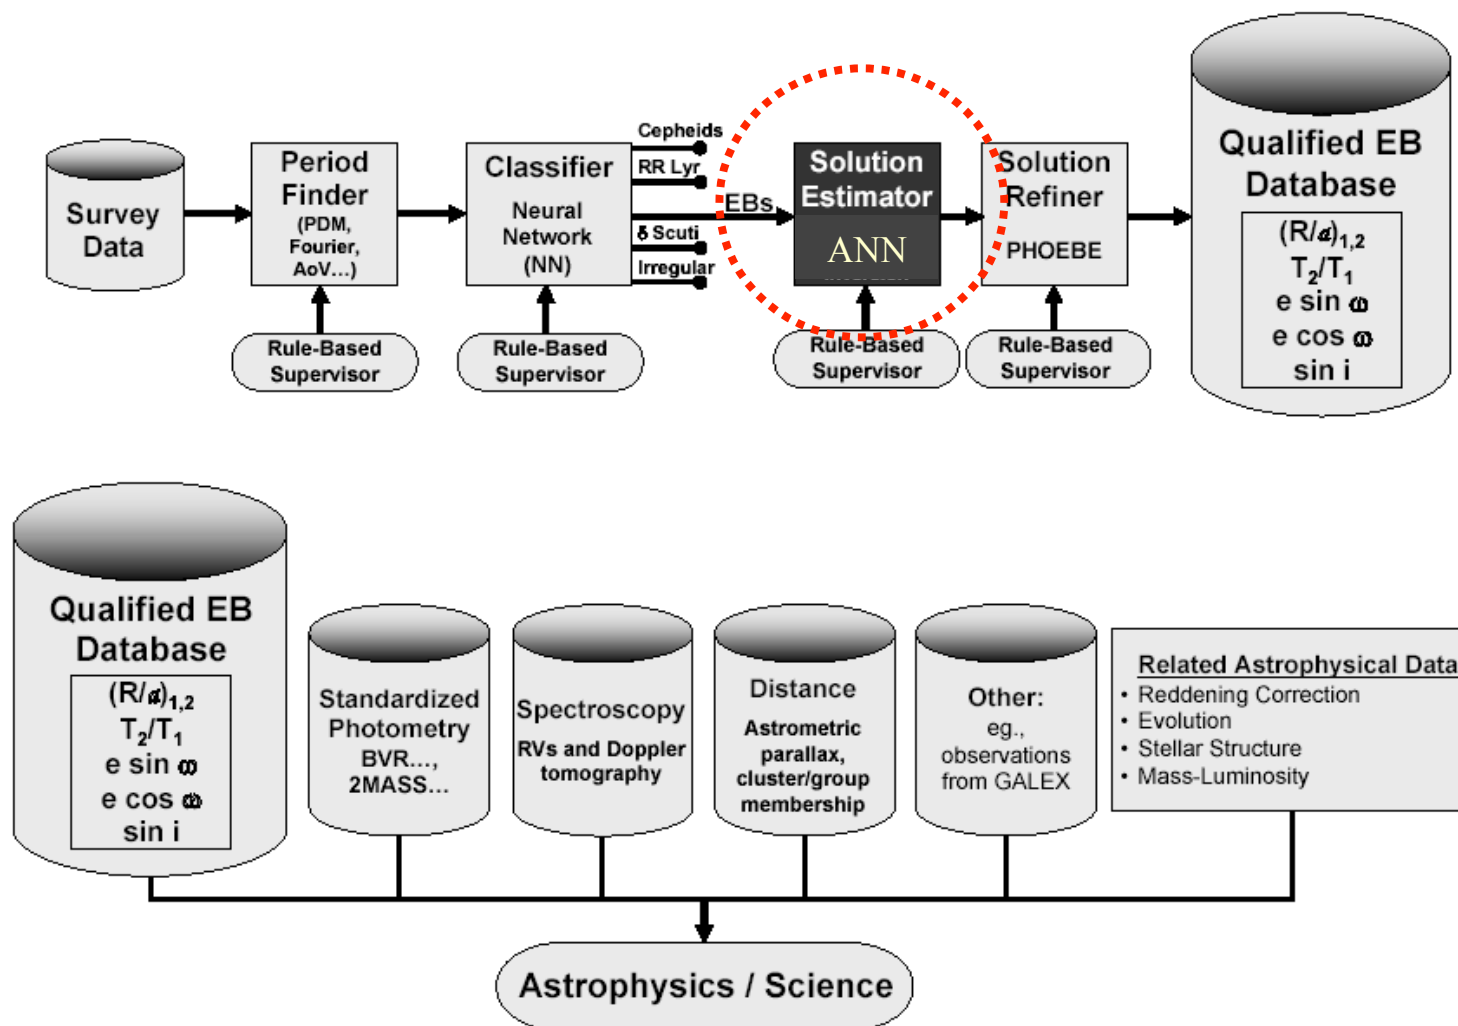 Survey
Data
Period
Finder
(PDM,
Fourier,
AoV...)
Rule-Based
Supervisor
Classifier
Neural
Network
(NN)
Rule-Based
Supervisor
Cepheids
RR Lyr
EBs
δ Scuti
Irregular
Solution
Estimator
ANN
Rule-Based
Supervisor
Solution
Refiner
PHOEBE
Rule-Based
Supervisor
Qualified EB
Database
(R/a)1,2
T2/T1
e sin ω
e cos ω
sin i
Qualified EB
Database
(R/a)1,2
T2/T1
e sin ω
e cos ω
sin i
Standardized
Photometry
BVR...,
2MASS...
Spectroscopy
RVs and Doppler
tomography
Distance
Astrometric
parallax,
cluster/group
membership
Other:
eg.,
observations
from GALEX
Related Astrophysical Data
• Reddening Correction
• Evolution
• Stellar Structure
• Mass-Luminosity
Astrophysics / Science